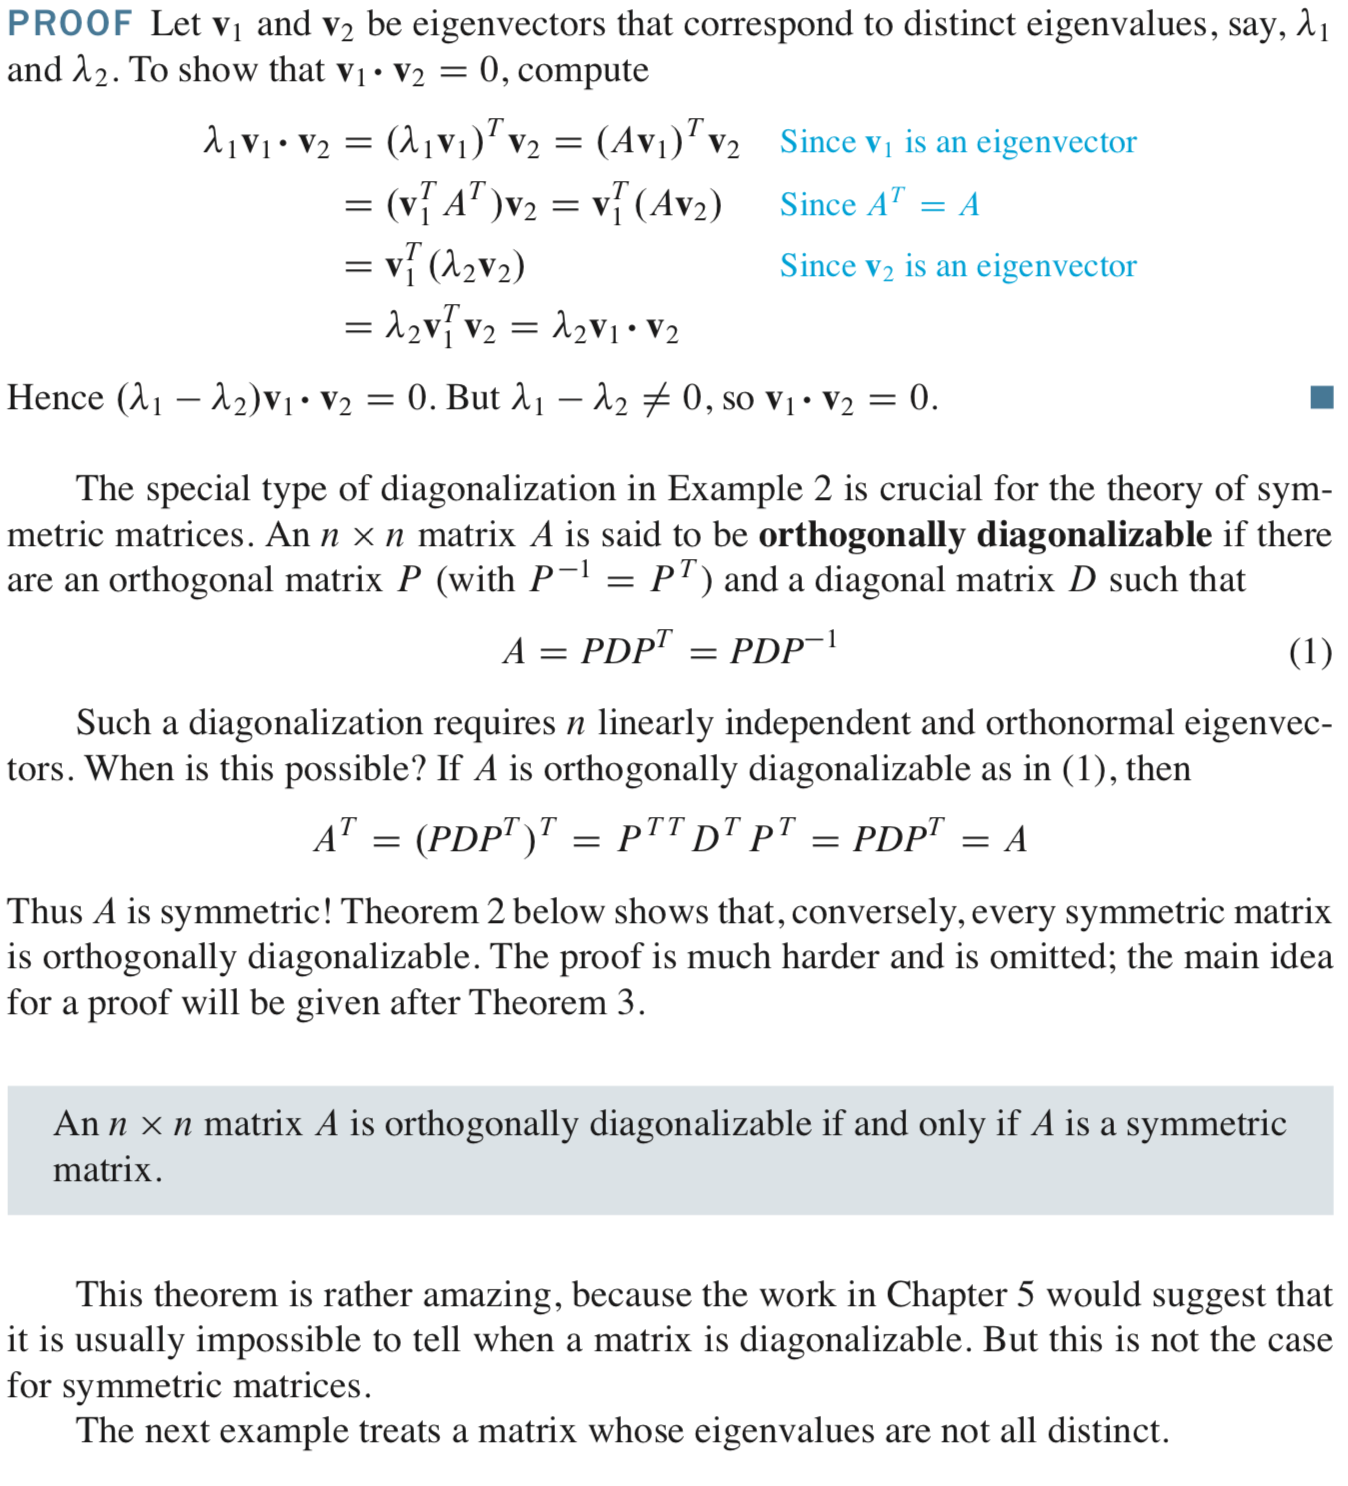 PROOF Let v₁ and v₂ be eigenvectors that correspond to distinct eigenvalues, say, λ₁
and λ₂. To show that v₁ · v₂ = 0, compute
λ₁v₁ · v₂ = (λ₁v₁)ᵀv₂ = (Av₁)ᵀv₂ Since v₁ is an eigenvector
= (v₁ᵀAᵀ)v₂ = v₁ᵀ(Av₂) Since Aᵀ = A
= v₁ᵀ(λ₂v₂) Since v₂ is an eigenvector
= λ₂v₁ᵀv₂ = λ₂v₁ · v₂
Hence (λ₁ − λ₂)v₁ · v₂ = 0. But λ₁ − λ₂ ≠ 0, so v₁ · v₂ = 0. ■
The special type of diagonalization in Example 2 is crucial for the theory of sym-
metric matrices. An n × n matrix A is said to be orthogonally diagonalizable if there
are an orthogonal matrix P (with P⁻¹ = Pᵀ) and a diagonal matrix D such that
A = PDPᵀ = PDP⁻¹ (1)
Such a diagonalization requires n linearly independent and orthonormal eigenvec-
tors. When is this possible? If A is orthogonally diagonalizable as in (1), then
Aᵀ = (PDPᵀ)ᵀ = PᵀᵀDᵀPᵀ = PDPᵀ = A
Thus A is symmetric! Theorem 2 below shows that, conversely, every symmetric matrix
is orthogonally diagonalizable. The proof is much harder and is omitted; the main idea
for a proof will be given after Theorem 3.
An n × n matrix A is orthogonally diagonalizable if and only if A is a symmetric
matrix.
This theorem is rather amazing, because the work in Chapter 5 would suggest that
it is usually impossible to tell when a matrix is diagonalizable. But this is not the case
for symmetric matrices.
The next example treats a matrix whose eigenvalues are not all distinct.